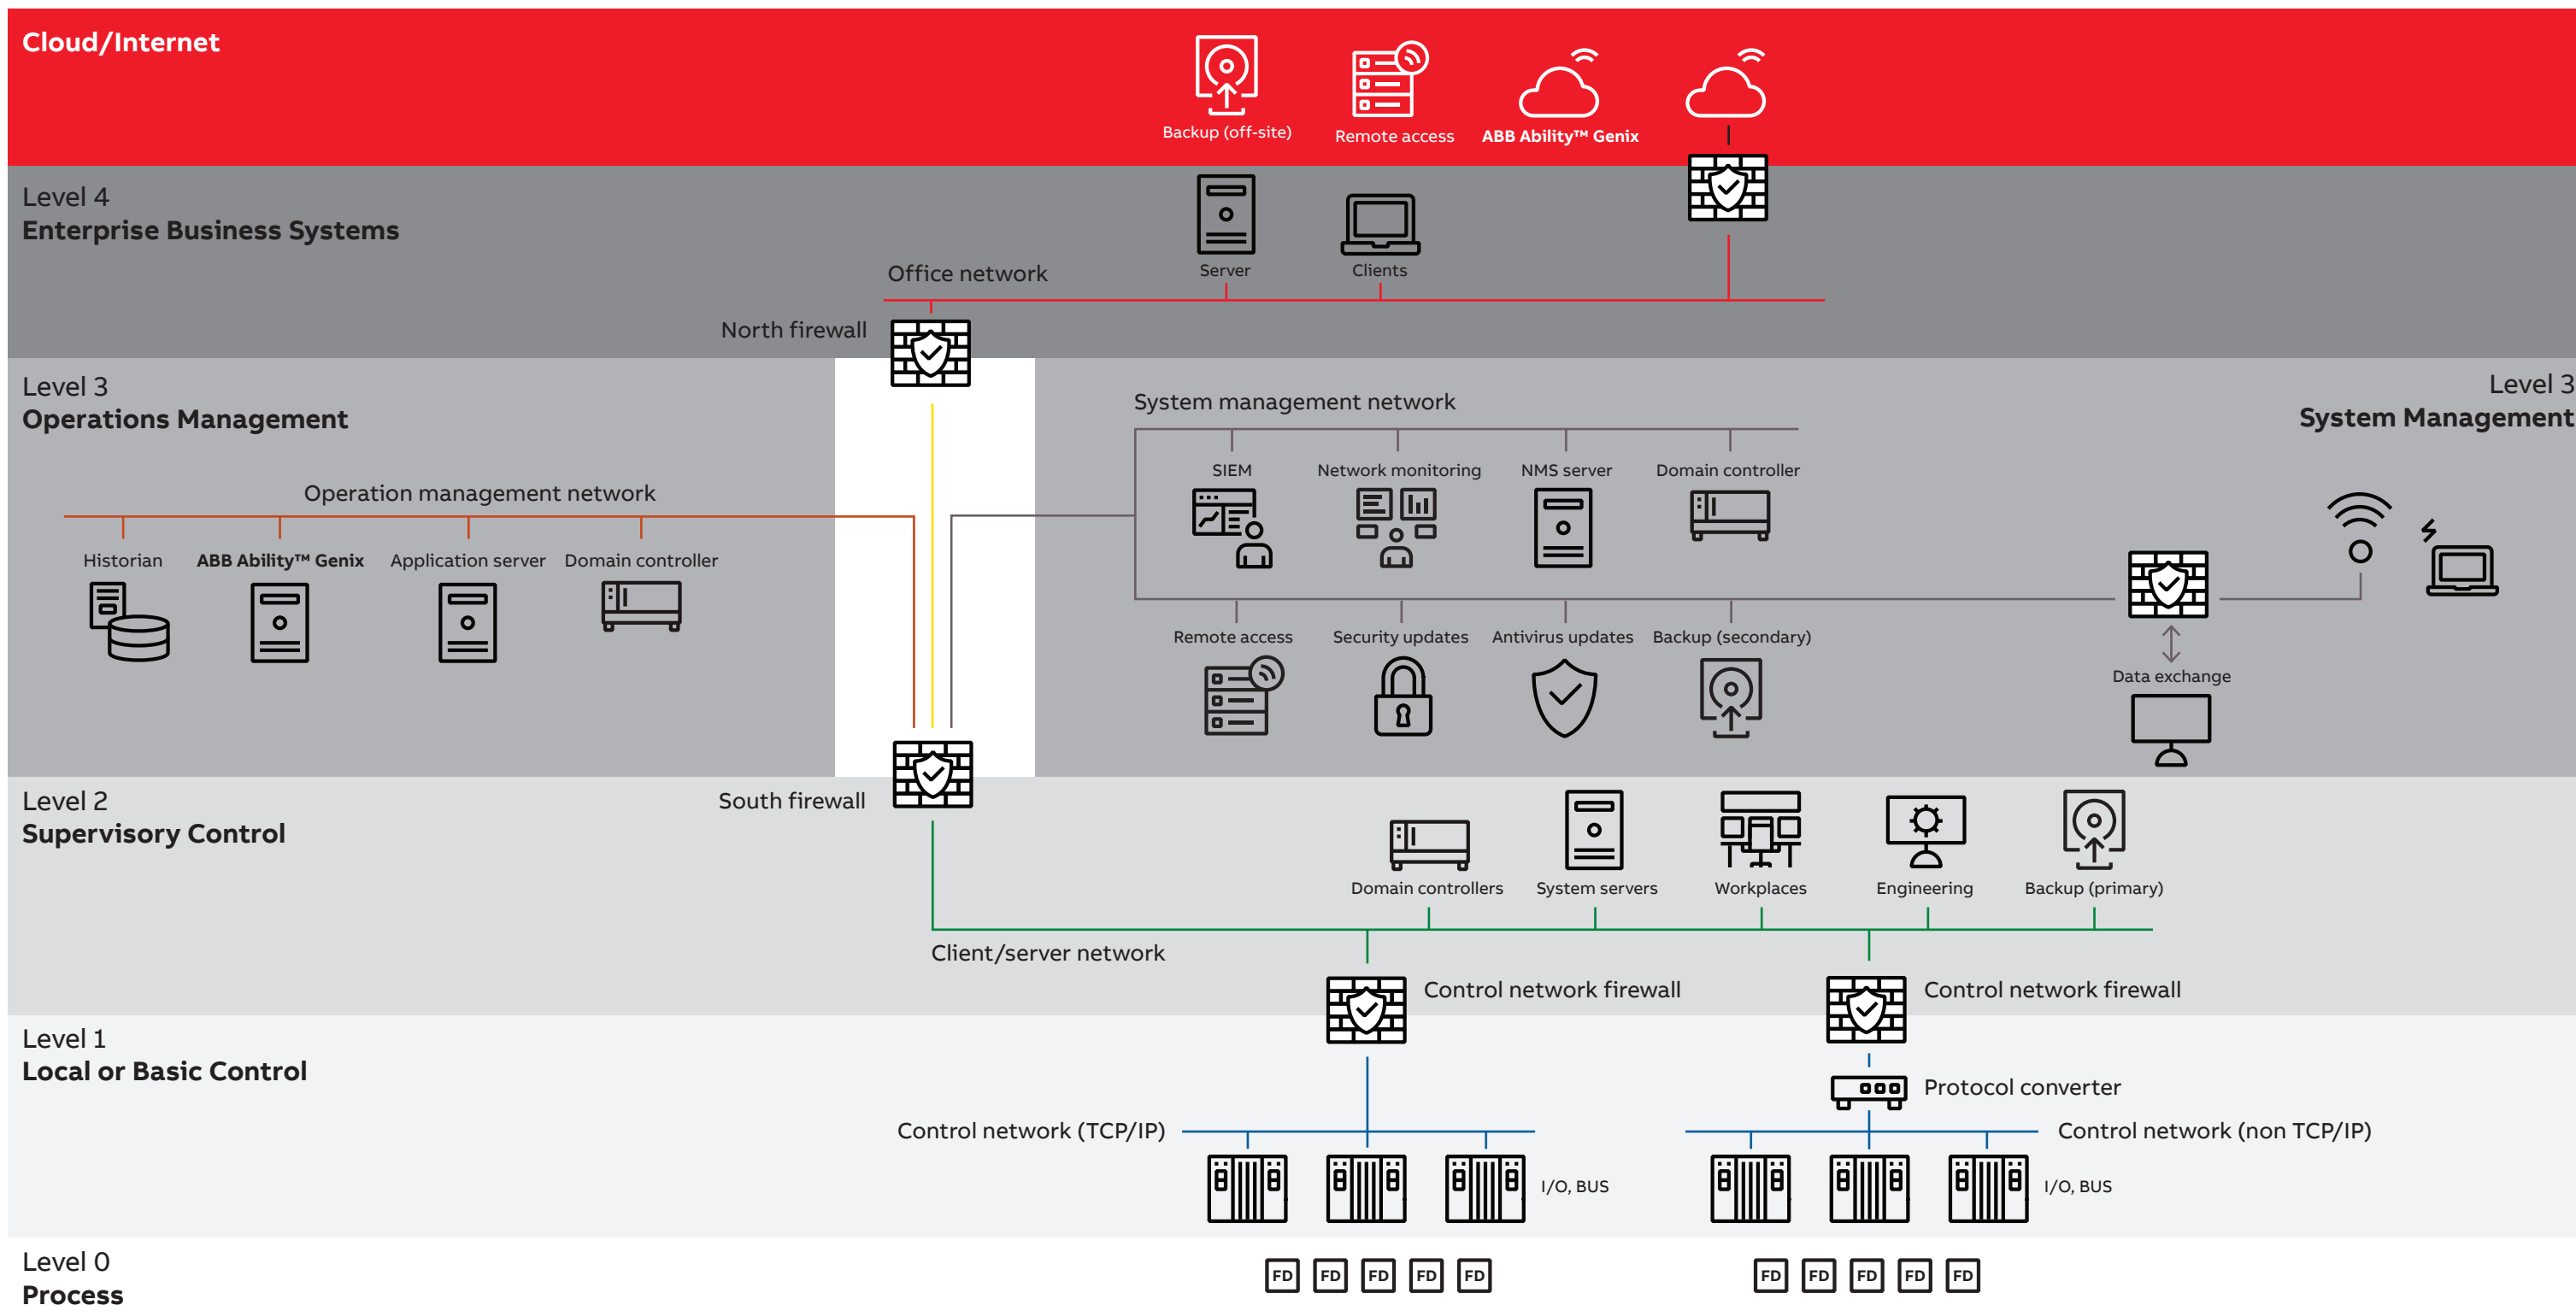 Cloud/Internet
Backup (off-site)
Remote access
ABB Ability™ Genix
Level 4
Enterprise Business Systems
Server
Clients
Office network
North firewall
Level 3
Operations Management
Level 3
System Management
System management network
SIEM
Network monitoring
NMS server
Domain controller
Operation management network
Historian
ABB Ability™ Genix
Application server
Domain controller
Remote access
Security updates
Antivirus updates
Backup (secondary)
Data exchange
Level 2
Supervisory Control
South firewall
Domain controllers
System servers
Workplaces
Engineering
Backup (primary)
Client/server network
Control network firewall
Control network firewall
Level 1
Local or Basic Control
Protocol converter
Control network (TCP/IP)
Control network (non TCP/IP)
I/O, BUS
I/O, BUS
Level 0
Process
FD FD FD FD FD
FD FD FD FD FD